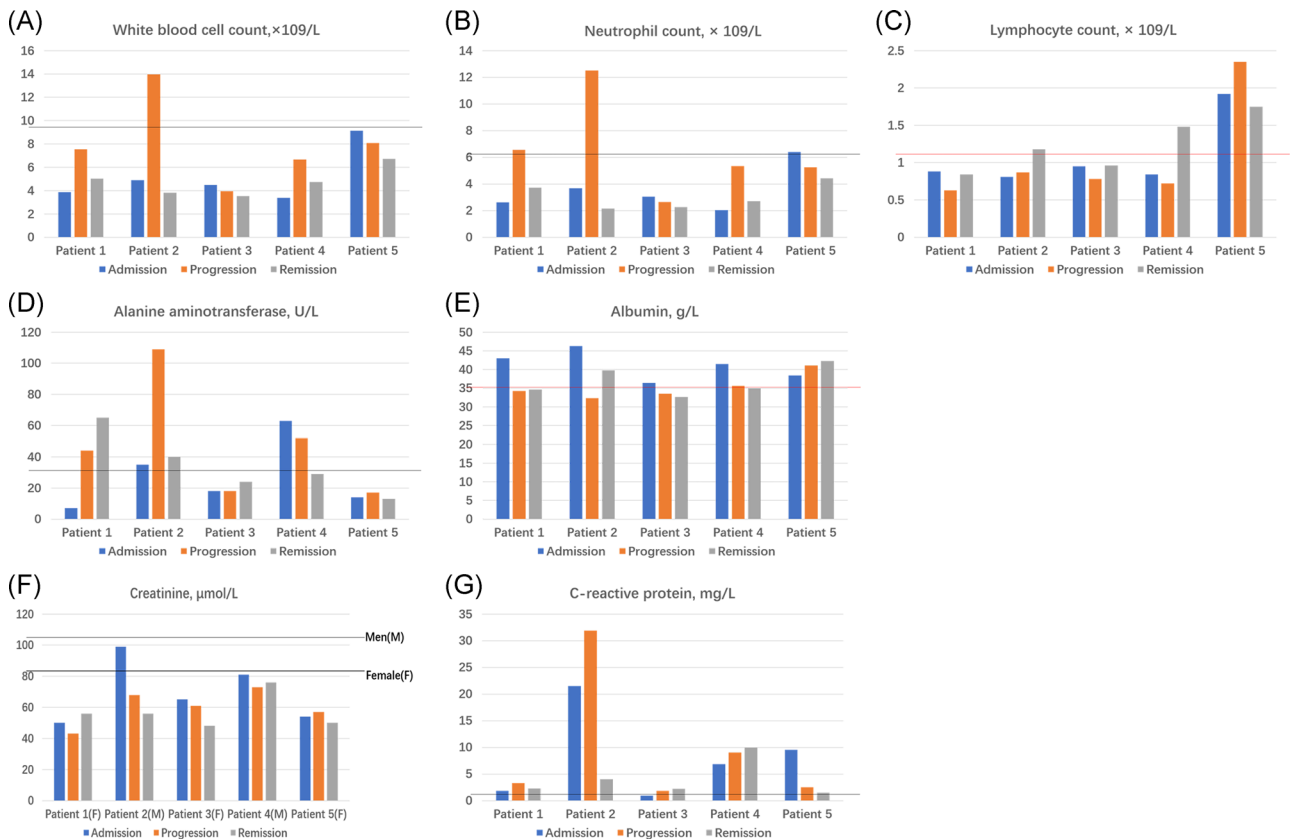 (A)
White blood cell count,×109/L
16
14
12
10
8
6
4
2
0
Patient 1 Patient 2 Patient 3 Patient 4 Patient 5
Admission Progression Remission
(B)
Neutrophil count, × 109/L
14
12
10
8
6
4
2
0
Patient 1 Patient 2 Patient 3 Patient 4 Patient 5
Admission Progression Remission
(C)
Lymphocyte count, × 109/L
2.5
2
1.5
1
0.5
0
Patient 1 Patient 2 Patient 3 Patient 4 Patient 5
Admission Progression Remission
(D)
Alanine aminotransferase, U/L
120
100
80
60
40
20
0
Patient 1 Patient 2 Patient 3 Patient 4 Patient 5
Admission Progression Remission
(E)
Albumin, g/L
50
45
40
35
30
25
20
15
10
5
0
Patient 1 Patient 2 Patient 3 Patient 4 Patient 5
Admission Progression Remission
(F)
Creatinine, μmol/L
120
100
80
60
40
20
0
Men(M)
Female(F)
Patient 1(F) Patient 2(M) Patient 3(F) Patient 4(M) Patient 5(F)
Admission Progression Remission
(G)
C-reactive protein, mg/L
35
30
25
20
15
10
5
0
Patient 1 Patient 2 Patient 3 Patient 4 Patient 5
Admission Progression Remission